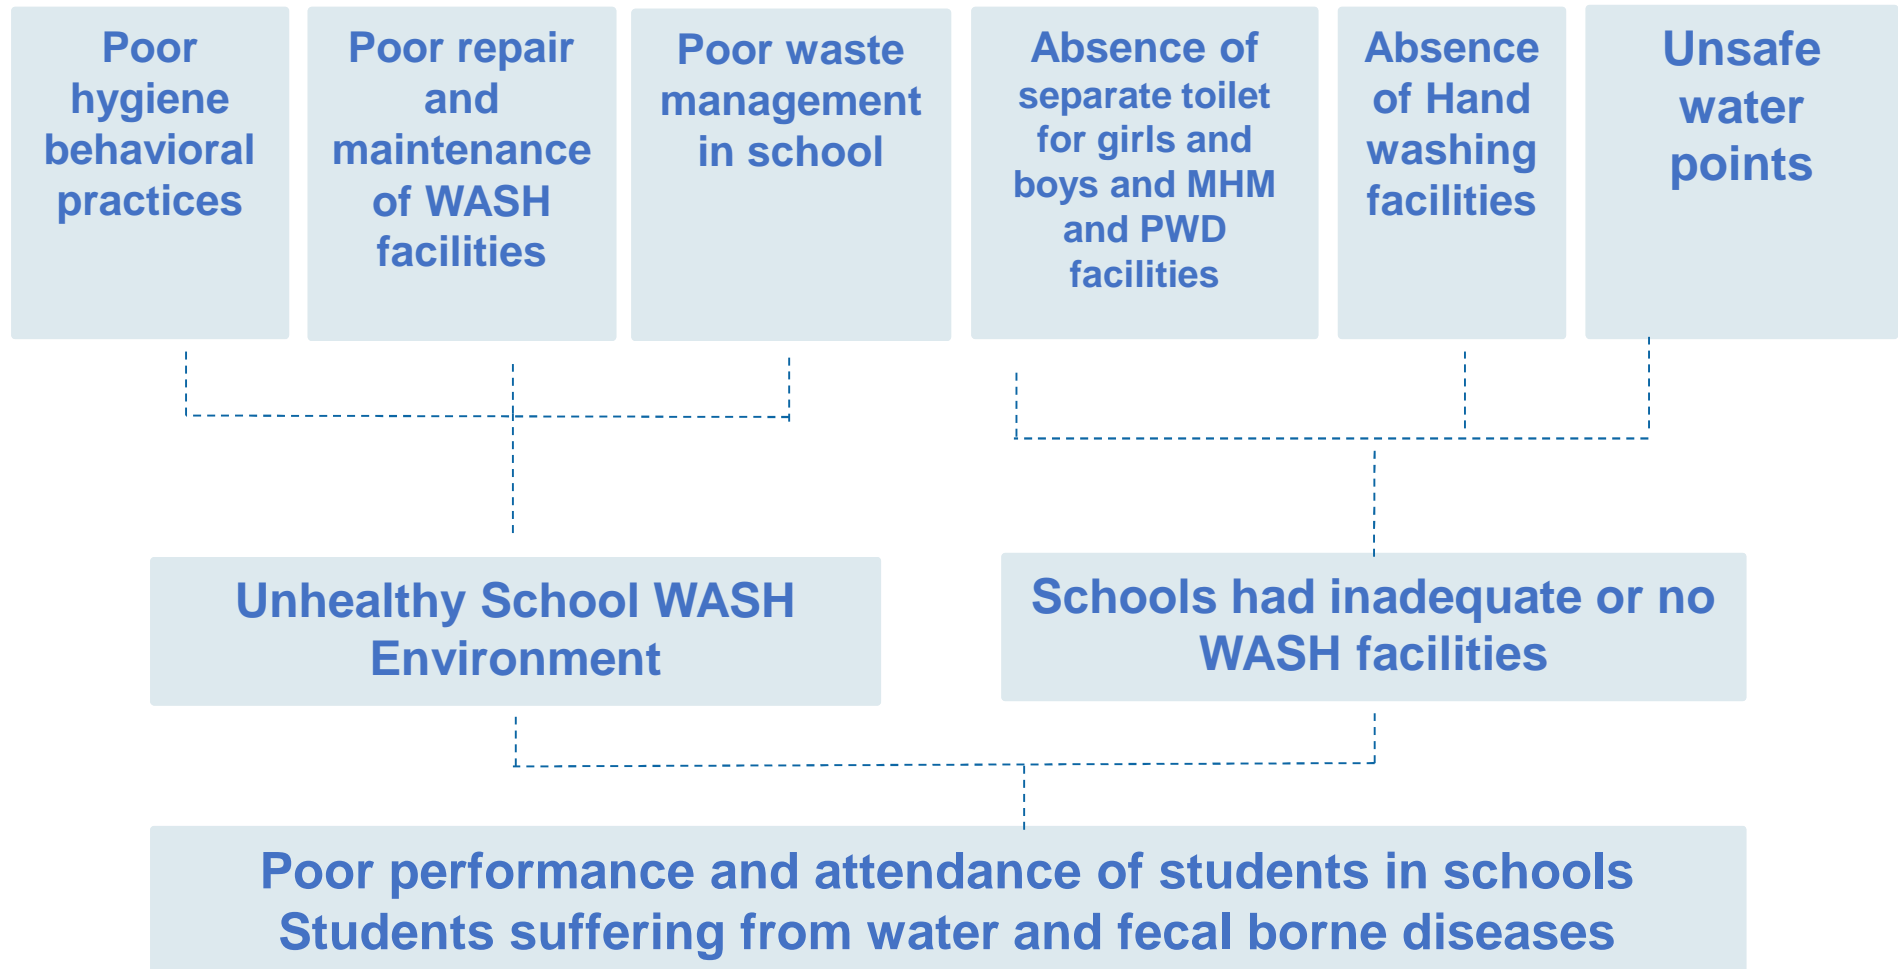 Poor
hygiene
behavioral
practices
Poor repair
and
maintenance
of WASH
facilities
Poor waste
management
in school
Absence of
separate toilet
for girls and
boys and MHM
and PWD
facilities
Absence
of Hand
washing
facilities
Unsafe
water
points
Unhealthy School WASH
Environment
Schools had inadequate or no
WASH facilities
Poor performance and attendance of students in schools
Students suffering from water and fecal borne diseases